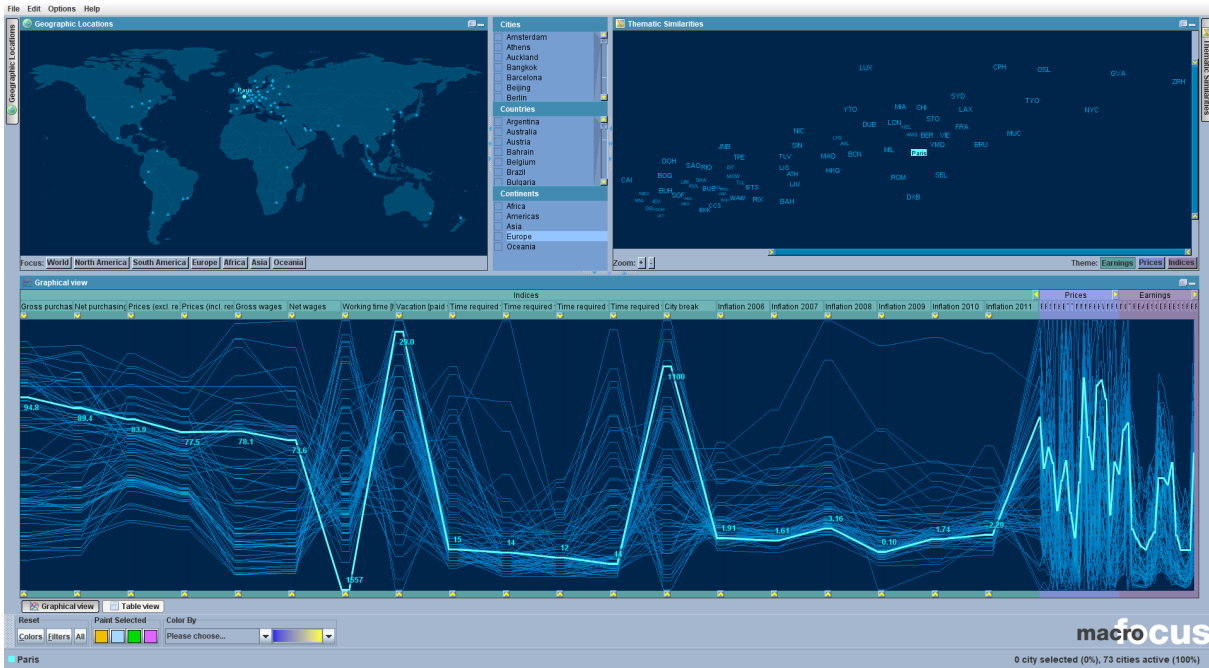 File Edit Options Help
Geographic Locations
Geographic Locations
Paris
Focus: World North America South America Europe Africa Asia Oceania
Cities
Amsterdam
Athens
Auckland
Bangkok
Barcelona
Beijing
Berlin
Countries
Argentina
Australia
Austria
Bahrain
Belgium
Brazil
Bulgaria
Continents
Africa
Americas
Asia
Europe
Oceania
Thematic Similarities
Thematic Similarities
LUX CPH OSL GVA ZRH
SYD TYO NYC
YTO MIA CHI LAX
DUB LON STO FRA
NIC BER VIE MUC
JNB SIN MIL Paris YMQ BRU
DOH SAO RIO TPE TLV MAD BCN
CAI BOG LIS ATH HKG ROM SEL
BUH SOF BUE BTS LIU
WAW RIX BAH DXB
BKK CCS
Zoom: + - Theme: Earnings Prices Indices
Graphical view
Indices Prices Earnings
Gross purchas Net purchasing Prices (excl. re Prices (incl. ren Gross wages Net wages Working time [ Vacation [paid Time required Time required Time required Time required City break Inflation 2006 Inflation 2007 Inflation 2008 Inflation 2009 Inflation 2010 Inflation 2011
94.8 89.4 83.9 77.5 78.1 73.6 1557 29.0 15 14 12 44 1100 1.91 1.61 3.16 0.10 1.74 2.29
Graphical view Table view
Reset Paint Selected Color By
Colors Filters All Please choose...
macrofocus
Paris 0 city selected (0%), 73 cities active (100%)